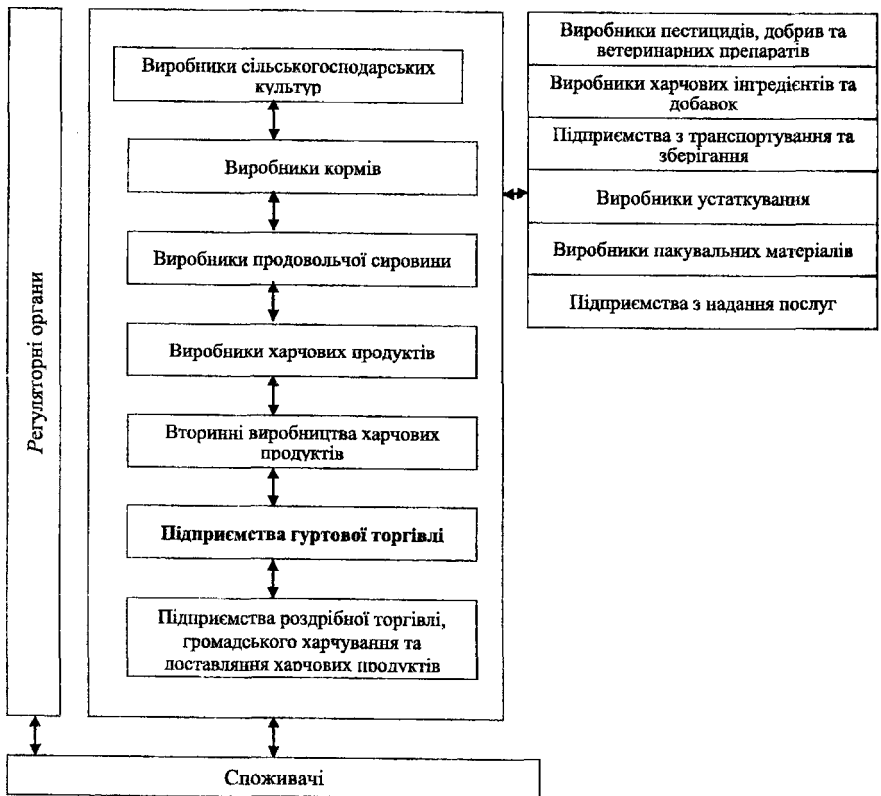 Регуляторні органи
Виробники сільськогосподарських
культур
Виробники кормів
Виробники продовольчої сировини
Виробники харчових продуктів
Вторинні виробництва харчових
продуктів
Підприємства гуртової торгівлі
Підприємства роздрібної торгівлі,
громадського харчування та
доставляння харчових продуктів
Виробники пестицидів, добрив та
ветеринарних препаратів
Виробники харчових інгредієнтів та
добавок
Підприємства з транспортування та
зберігання
Виробники устаткування
Виробники пакувальних матеріалів
Підприємства з надання послуг
Споживачі